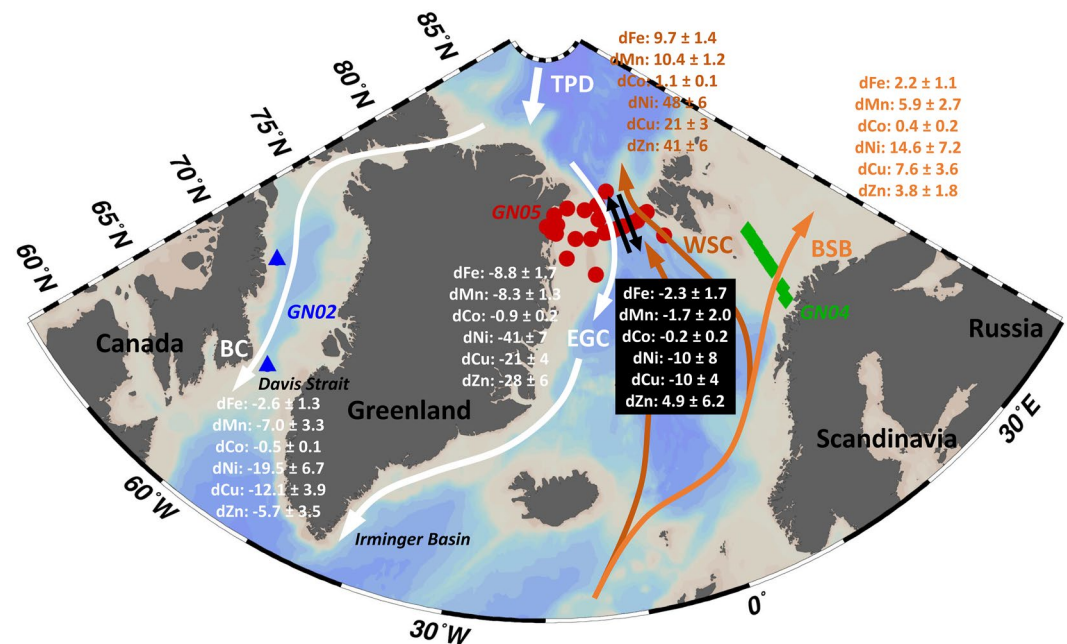 85°N
80°N
75°N
70°N
65°N
60°N
60°W
30°W
0°
30°E
TPD
dFe: 9.7 ± 1.4
dMn: 10.4 ± 1.2
dCo: 1.1 ± 0.1
dNi: 48 ± 6
dCu: 21 ± 3
dZn: 41 ± 6
dFe: 2.2 ± 1.1
dMn: 5.9 ± 2.7
dCo: 0.4 ± 0.2
dNi: 14.6 ± 7.2
dCu: 7.6 ± 3.6
dZn: 3.8 ± 1.8
GN05
WSC
BSB
GN04
GN02
dFe: -8.8 ± 1.7
dMn: -8.3 ± 1.3
dCo: -0.9 ± 0.2
dNi: -41 ± 7
dCu: -21 ± 4
dZn: -28 ± 6
EGC
dFe: -2.3 ± 1.7
dMn: -1.7 ± 2.0
dCo: -0.2 ± 0.2
dNi: -10 ± 8
dCu: -10 ± 4
dZn: 4.9 ± 6.2
Russia
Canada
BC
Davis Strait
Greenland
Scandinavia
dFe: -2.6 ± 1.3
dMn: -7.0 ± 3.3
dCo: -0.5 ± 0.1
dNi: -19.5 ± 6.7
dCu: -12.1 ± 3.9
dZn: -5.7 ± 3.5
Irminger Basin